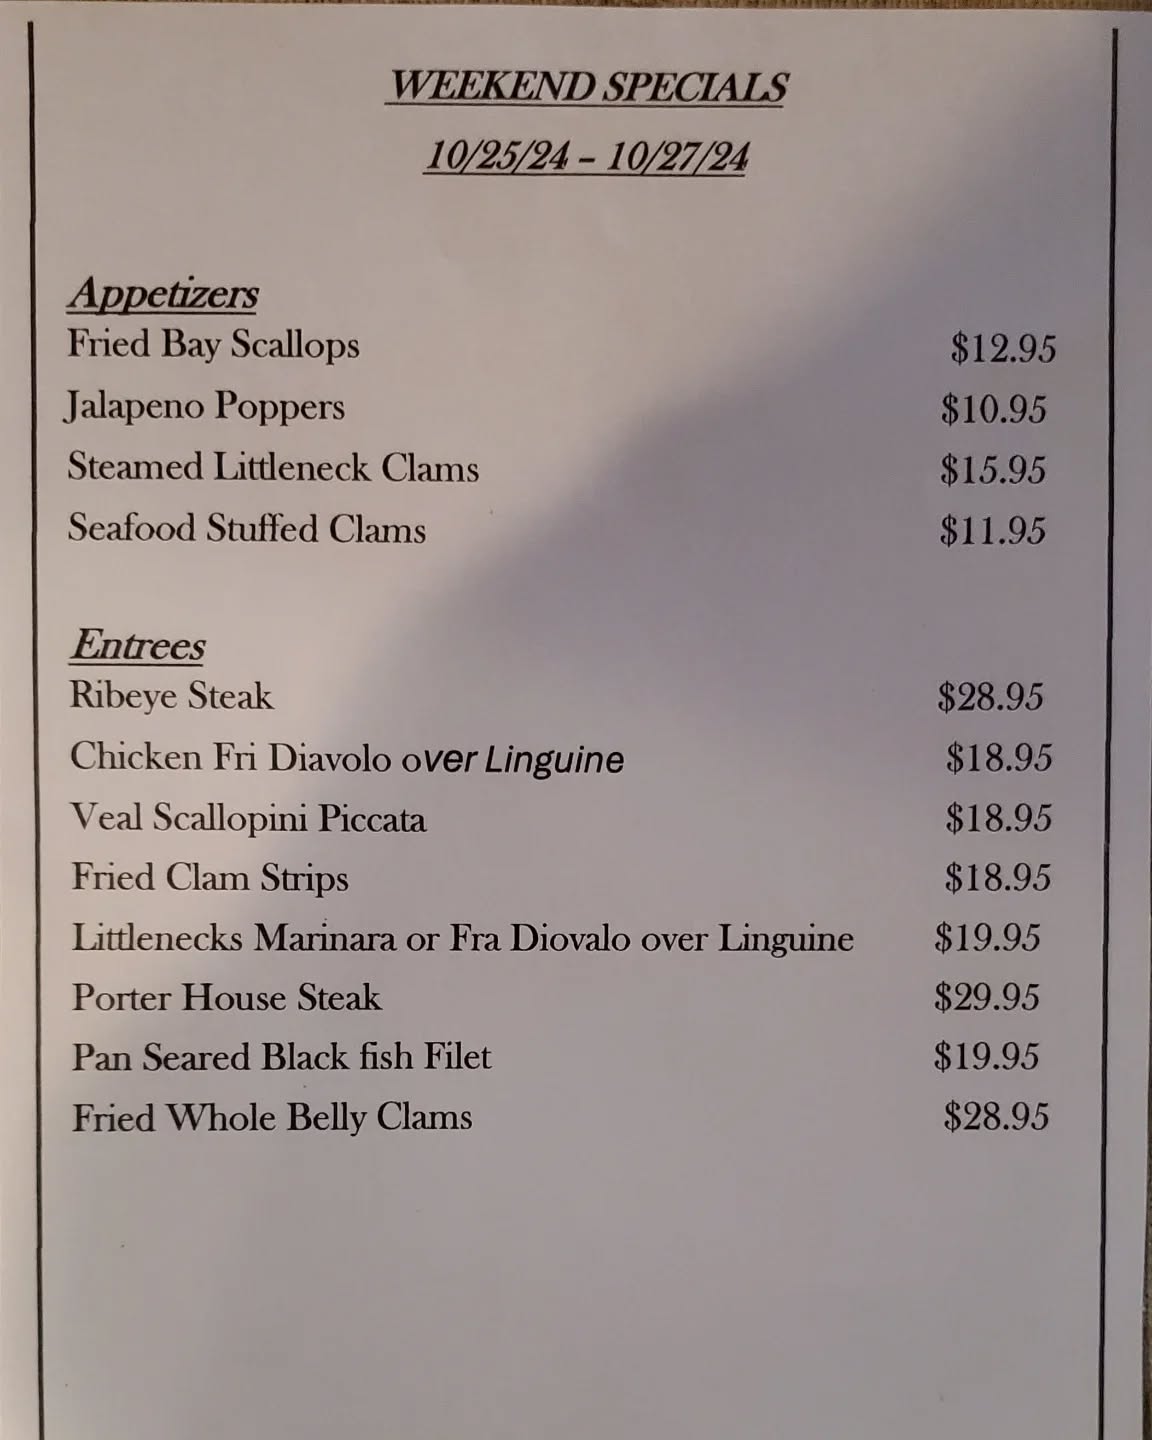 WEEKEND SPECIALS
10/25/24 – 10/27/24
Appetizers
Fried Bay Scallops $12.95
Jalapeno Poppers $10.95
Steamed Littleneck Clams $15.95
Seafood Stuffed Clams $11.95
Entrees
Ribeye Steak $28.95
Chicken Fri Diavolo over Linguine $18.95
Veal Scallopini Piccata $18.95
Fried Clam Strips $18.95
Littlenecks Marinara or Fra Diovalo over Linguine $19.95
Porter House Steak $29.95
Pan Seared Black fish Filet $19.95
Fried Whole Belly Clams $28.95